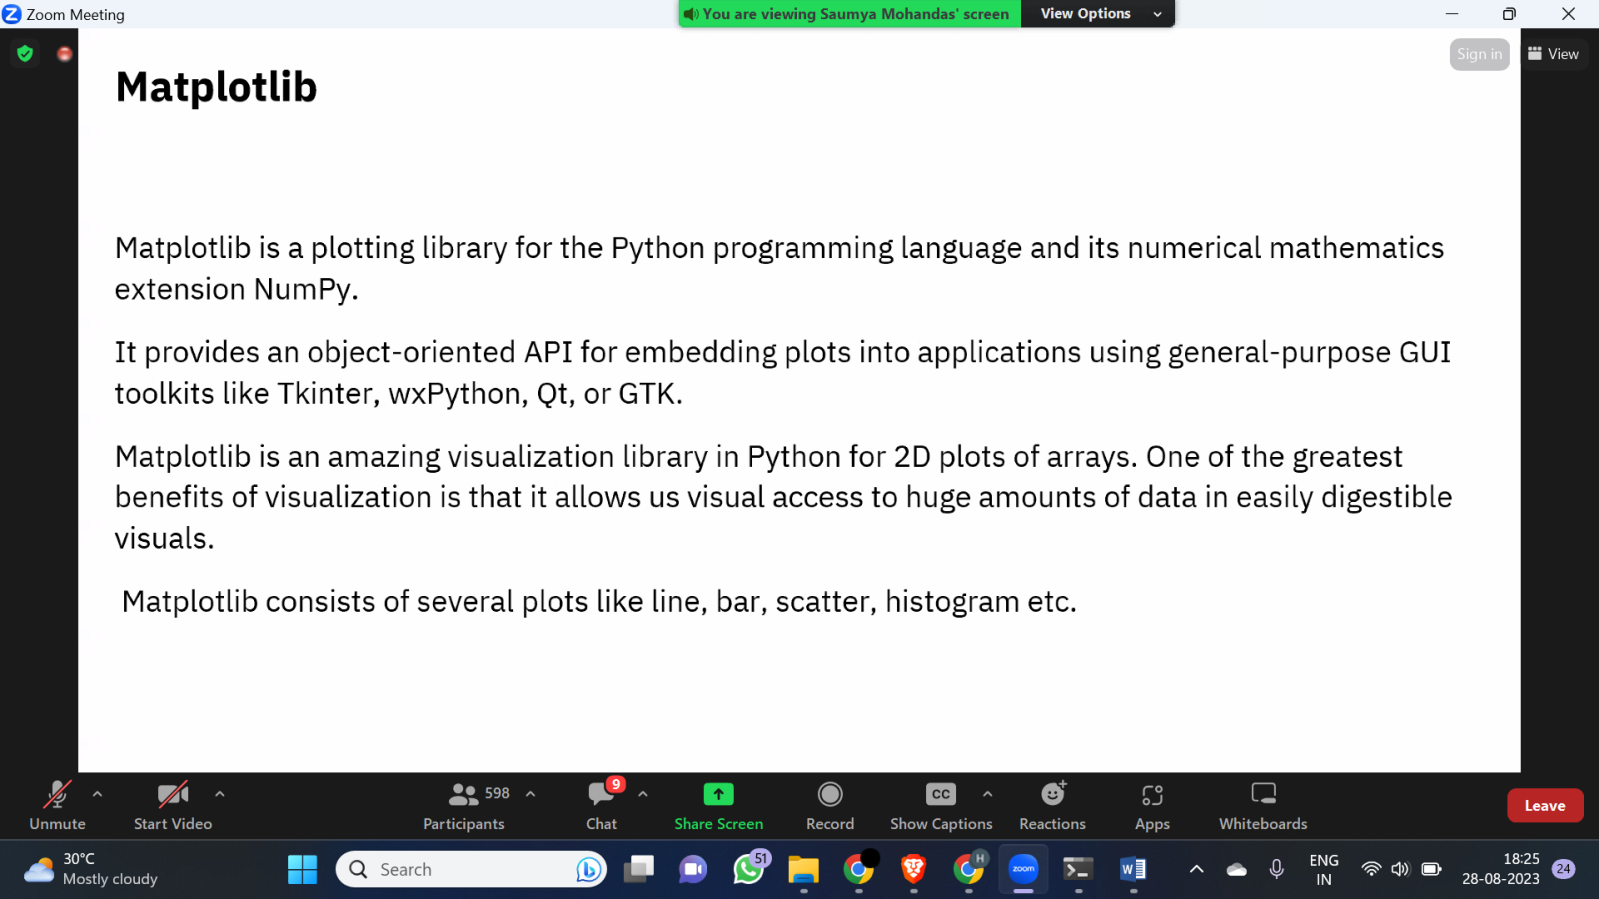 Zoom Meeting
You are viewing Saumya Mohandas' screen
View Options
Sign in
View
Matplotlib
Matplotlib is a plotting library for the Python programming language and its numerical mathematics
extension NumPy.
It provides an object-oriented API for embedding plots into applications using general-purpose GUI
toolkits like Tkinter, wxPython, Qt, or GTK.
Matplotlib is an amazing visualization library in Python for 2D plots of arrays. One of the greatest
benefits of visualization is that it allows us visual access to huge amounts of data in easily digestible
visuals.
Matplotlib consists of several plots like line, bar, scatter, histogram etc.
Unmute
Start Video
598
Participants
9
Chat
Share Screen
Record
CC
Show Captions
Reactions
Apps
Whiteboards
Leave
30°C
Mostly cloudy
Search
51
H
zoom
W
ENG
IN
18:25
28-08-2023
24